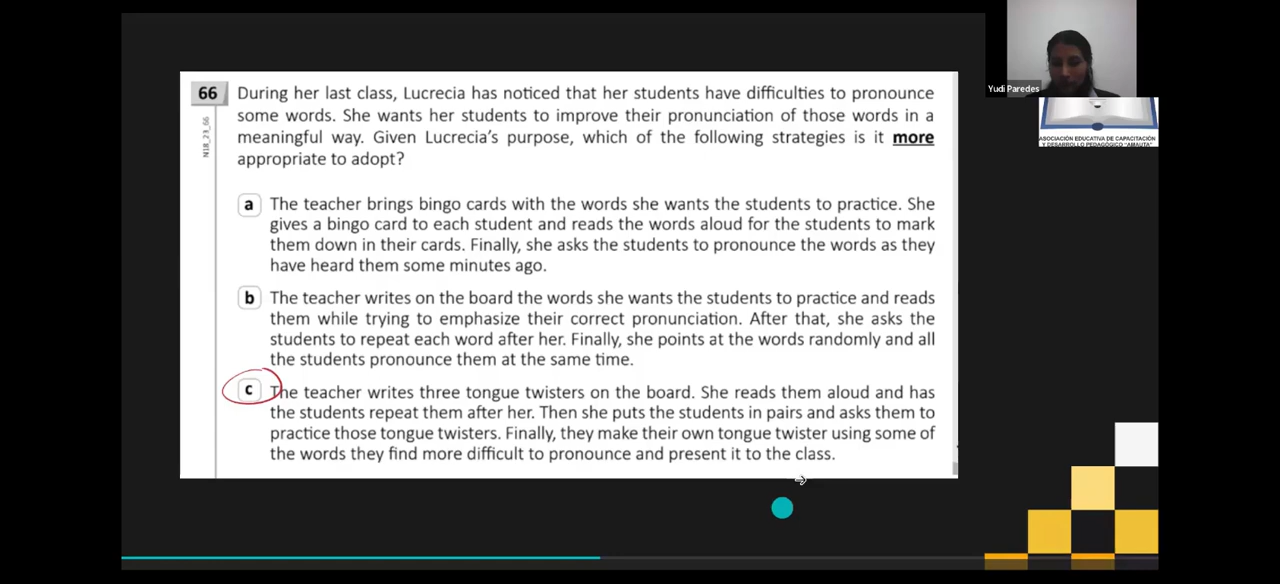 66
During her last class, Lucrecia has noticed that her students have difficulties to pronounce
some words. She wants her students to improve their pronunciation of those words in a
meaningful way. Given Lucrecia's purpose, which of the following strategies is it more
appropriate to adopt?
N18_23_66
a
The teacher brings bingo cards with the words she wants the students to practice. She
gives a bingo card to each student and reads the words aloud for the students to mark
them down in their cards. Finally, she asks the students to pronounce the words as they
have heard them some minutes ago.
b
The teacher writes on the board the words she wants the students to practice and reads
them while trying to emphasize their correct pronunciation. After that, she asks the
students to repeat each word after her. Finally, she points at the words randomly and all
the students pronounce them at the same time.
c
The teacher writes three tongue twisters on the board. She reads them aloud and has
the students repeat them after her. Then she puts the students in pairs and asks them to
practice those tongue twisters. Finally, they make their own tongue twister using some of
the words they find more difficult to pronounce and present it to the class.
Yudi Paredes
ASOCIACIÓN EDUCATIVA DE CAPACITACIÓN
Y DESARROLLO PEDAGÓGICO "AMAUTA"